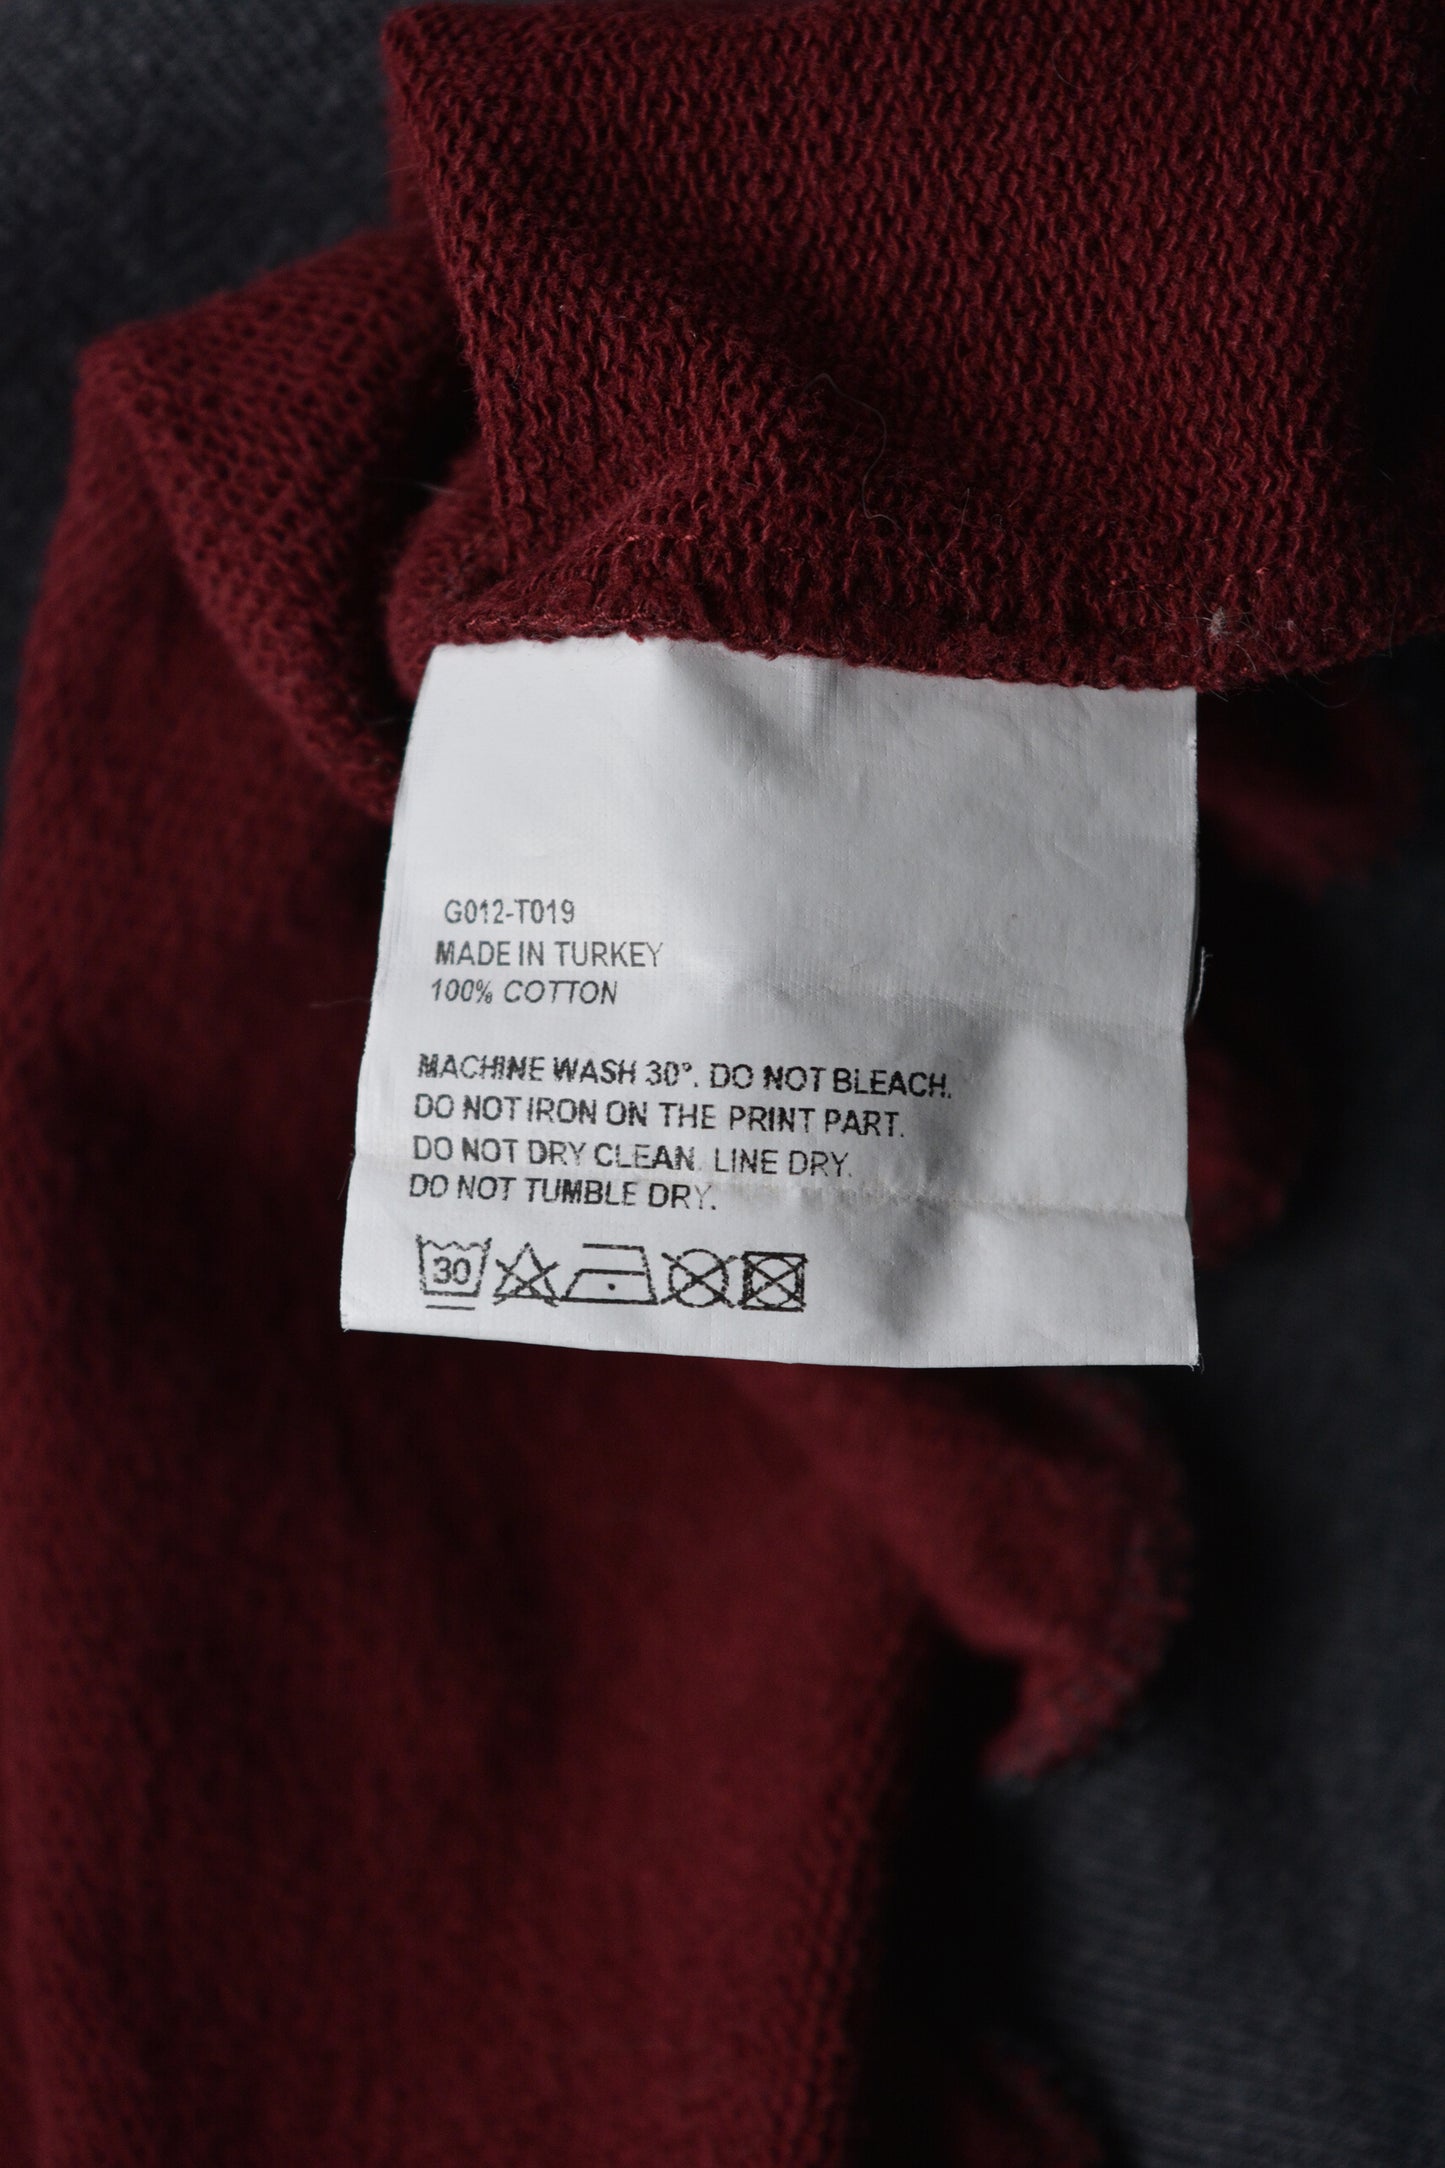 G012-T019
MADE IN TURKEY
100% COTTON
MACHINE WASH 30°. DO NOT BLEACH.
DO NOT IRON ON THE PRINT PART.
DO NOT DRY CLEAN. LINE DRY.
DO NOT TUMBLE DRY.
30